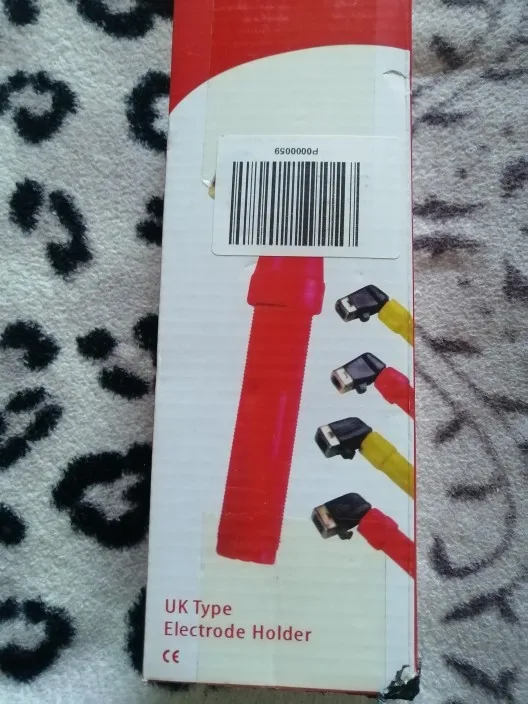 P0000059
UK Type
Electrode Holder
CE